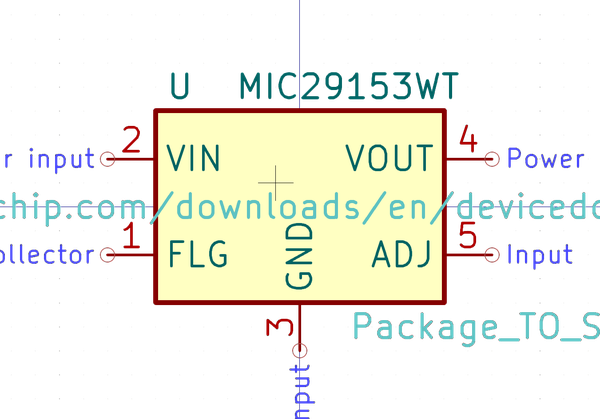 U MIC29153WT
r input 2 VIN VOUT 4 Power
chip.com/downloads/en/devicedo
ollector 1 FLG GND ADJ 5 Input
3 Package_TO_S
nput